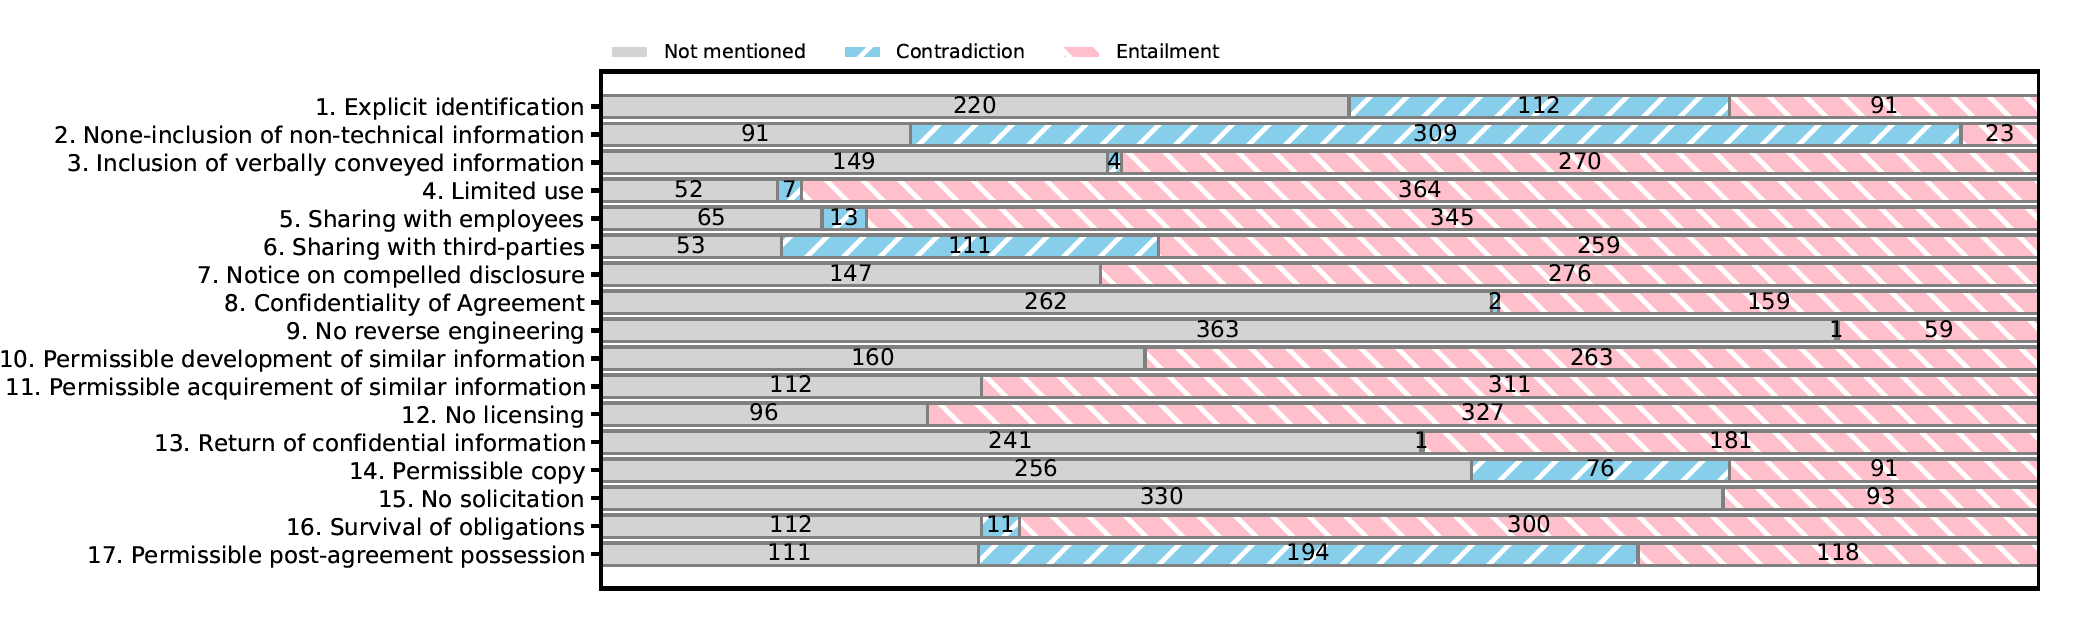 Not mentioned Contradiction Entailment
1. Explicit identification 220 112 91
2. None-inclusion of non-technical information 91 309 23
3. Inclusion of verbally conveyed information 149 4 270
4. Limited use 52 7 364
5. Sharing with employees 65 13 345
6. Sharing with third-parties 53 111 259
7. Notice on compelled disclosure 147 276
8. Confidentiality of Agreement 262 2 159
9. No reverse engineering 363 1 59
10. Permissible development of similar information 160 263
11. Permissible acquirement of similar information 112 311
12. No licensing 96 327
13. Return of confidential information 241 1 181
14. Permissible copy 256 76 91
15. No solicitation 330 93
16. Survival of obligations 112 11 300
17. Permissible post-agreement possession 111 194 118